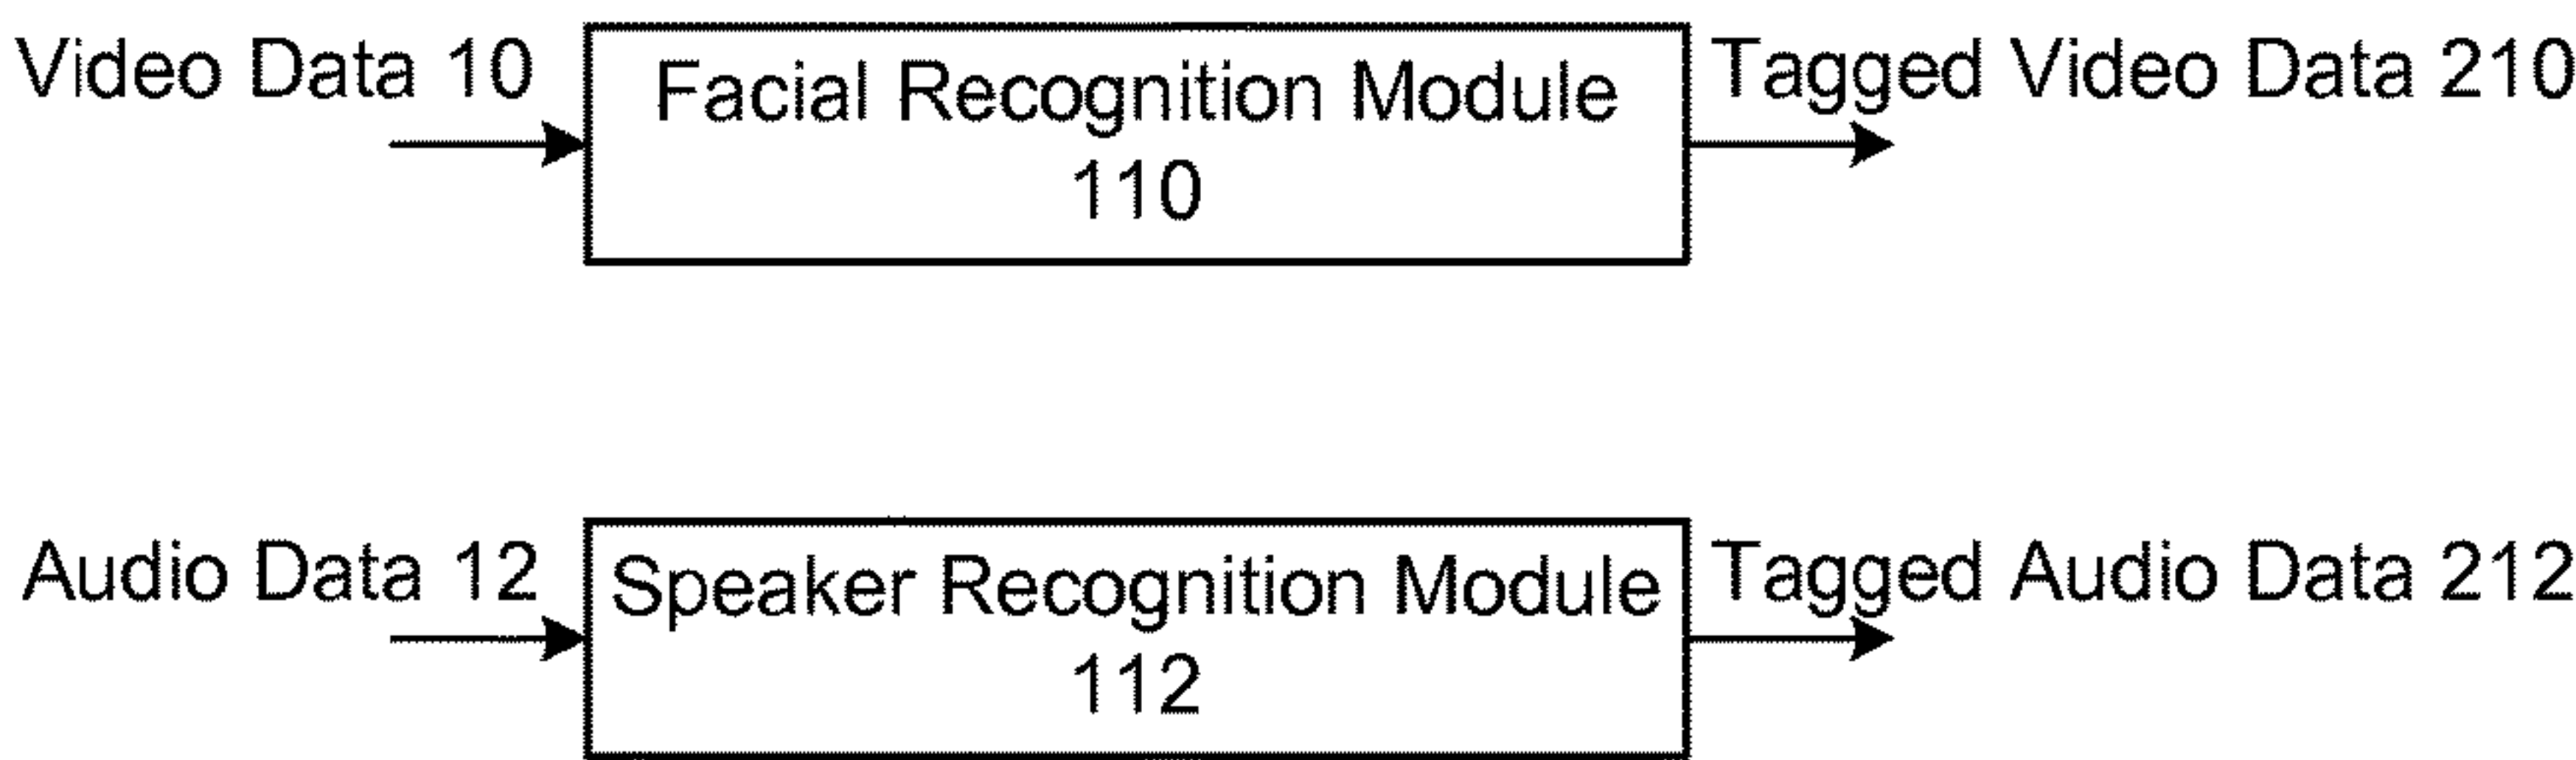 Video Data 10
Facial Recognition Module
110
Tagged Video Data 210
Audio Data 12
Speaker Recognition Module
112
Tagged Audio Data 212